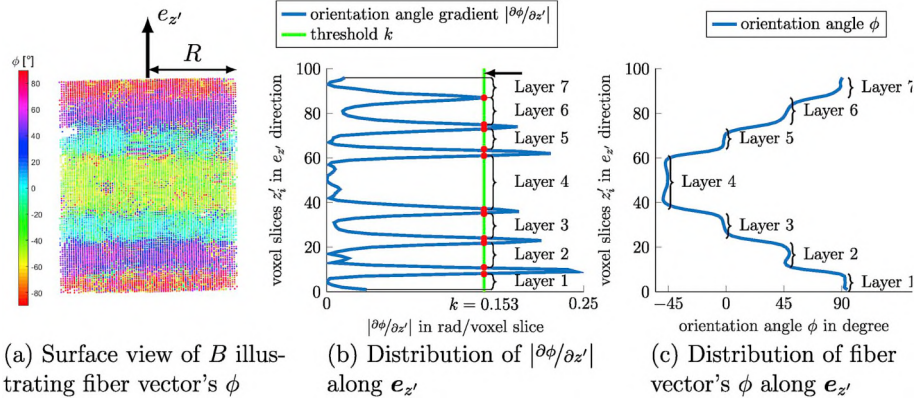 e_{z'}
R
ϕ [°]
80
60
40
20
0
-20
-40
-60
-80
(a) Surface view of B illus-
trating fiber vector's ϕ
orientation angle gradient |∂ϕ/∂z'|
threshold k
voxel slices z'_i in e_{z'} direction
100
80
60
40
20
0
Layer 7
Layer 6
Layer 5
Layer 4
Layer 3
Layer 2
Layer 1
0
k = 0.153
0.25
|∂ϕ/∂z'| in rad/voxel slice
(b) Distribution of |∂ϕ/∂z'|
along e_{z'}
orientation angle ϕ
voxel slices z'_i in e_{z'} direction
100
80
60
40
20
0
Layer 7
Layer 6
Layer 5
Layer 4
Layer 3
Layer 2
Layer 1
−45
0
45
90
orientation angle ϕ in degree
(c) Distribution of fiber
vector's ϕ along e_{z'}